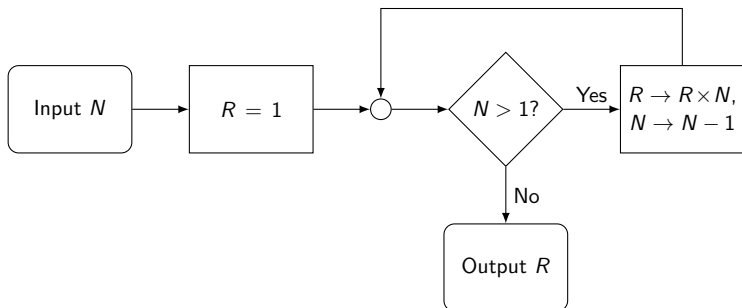 Input N
R = 1
N > 1?
Yes
R → R × N,
N → N − 1
No
Output R